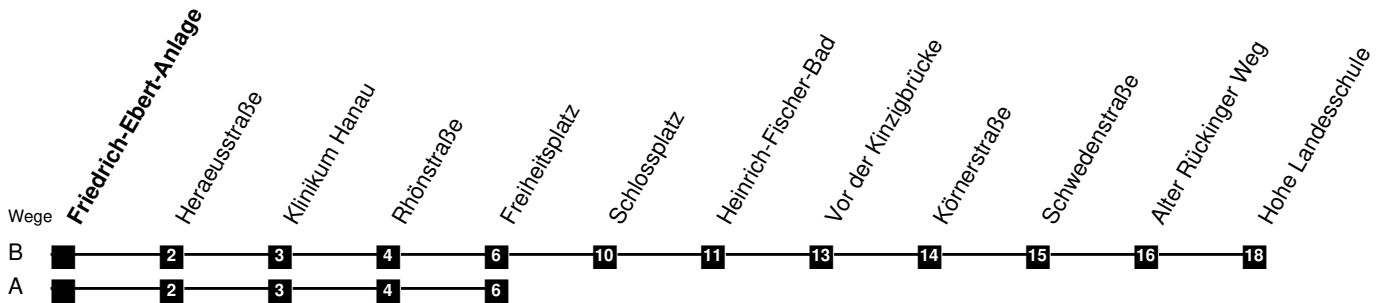 Friedrich-Ebert-Anlage
Heraeusstraße
Klinikum Hanau
Rhönstraße
Freiheitsplatz
Schlossplatz
Heinrich-Fischer-Bad
Vor der Kinzigbrücke
Körnerstraße
Schwedenstraße
Alter Rückinger Weg
Hohe Landesschule
Wege
B 2 3 4 6 10 11 13 14 15 16 18
A 2 3 4 6